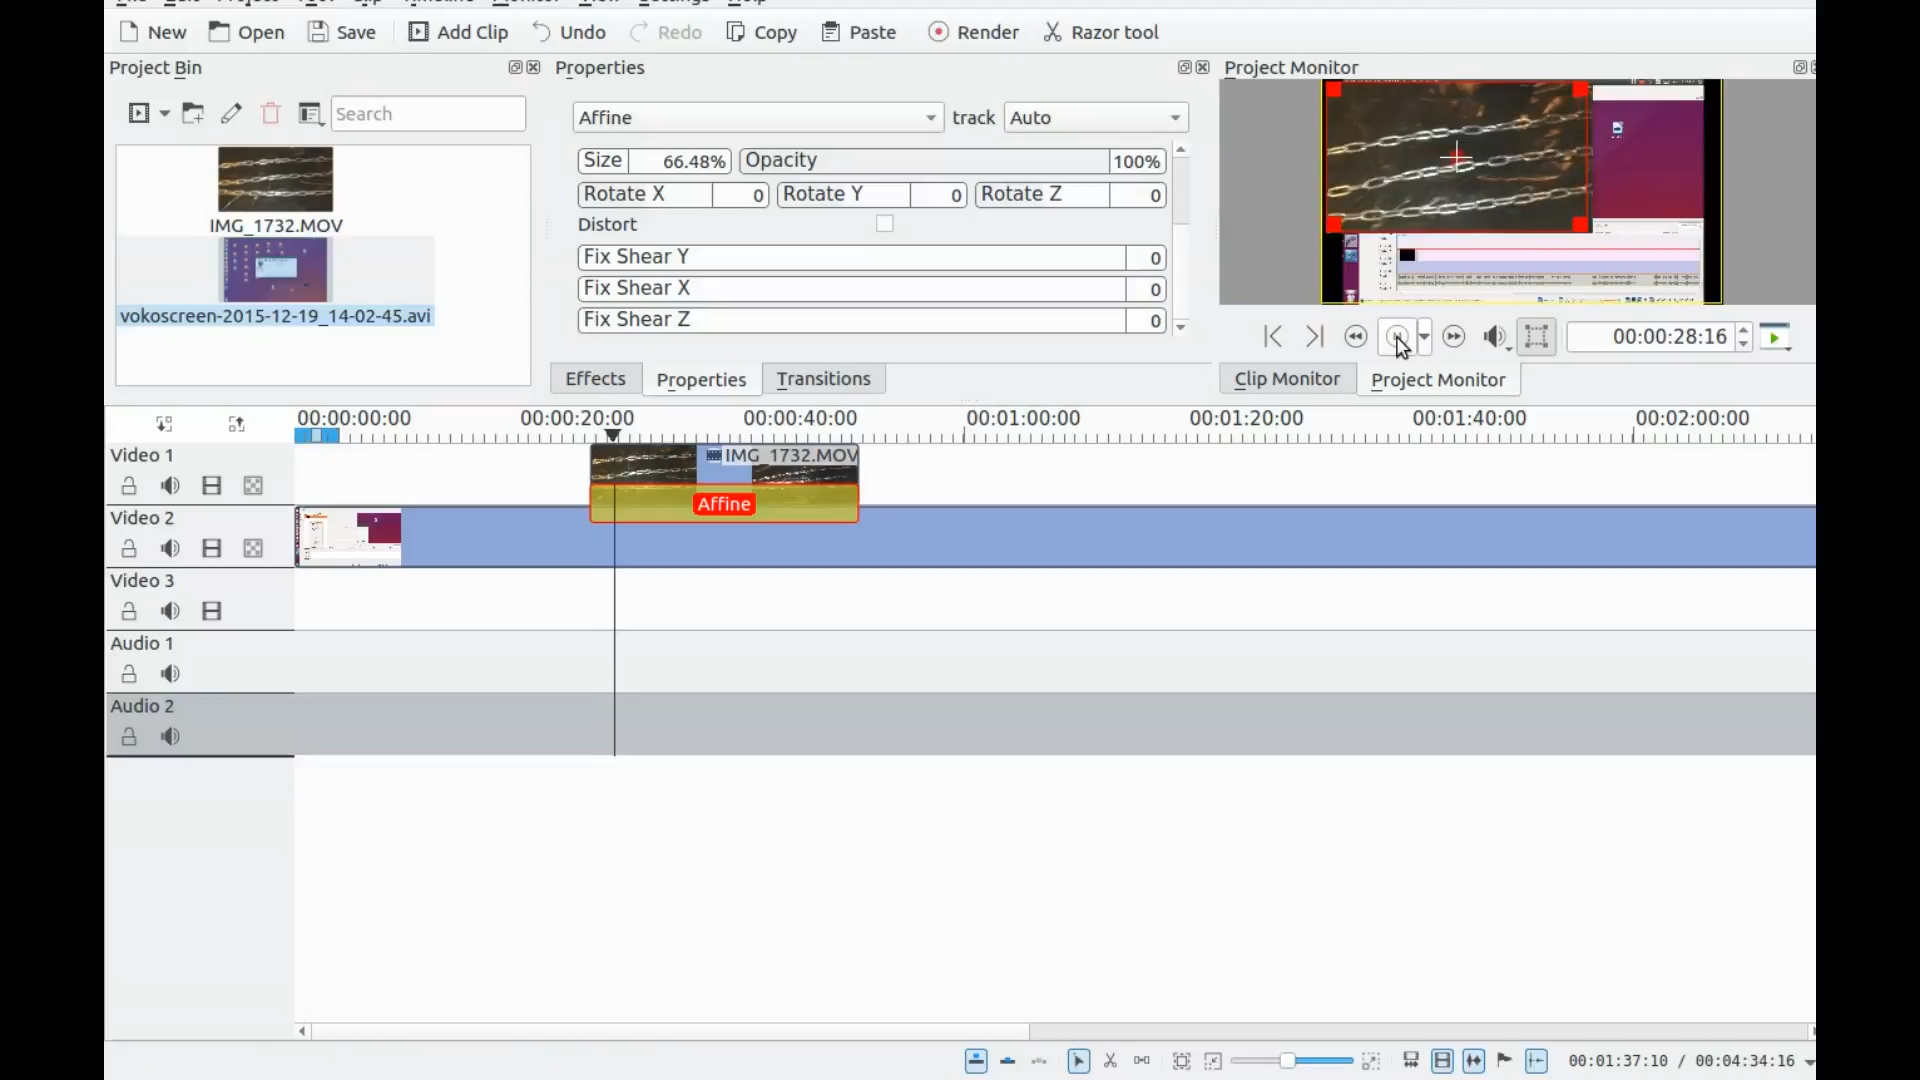 New Open Save Add Clip Undo Redo Copy Paste Render Razor tool
Project Bin Properties Project Monitor
Search
Affine track Auto
Size 66.48% Opacity 100%
Rotate X 0 Rotate Y 0 Rotate Z 0
Distort
Fix Shear Y 0
Fix Shear X 0
Fix Shear Z 0
IMG_1732.MOV
vokoscreen-2015-12-19_14-02-45.avi
00:00:28:16
Effects Properties Transitions Clip Monitor Project Monitor
00:00:00:00 00:00:20:00 00:00:40:00 00:01:00:00 00:01:20:00 00:01:40:00 00:02:00:00
Video 1
IMG_1732.MOV
Affine
Video 2
Video 3
Audio 1
Audio 2
00:01:37:10 / 00:04:34:16